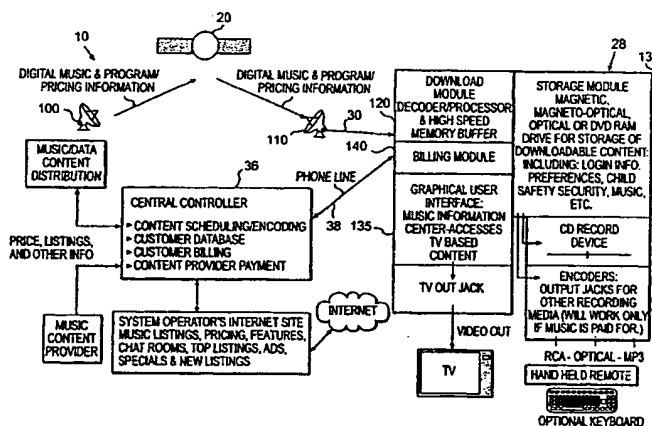 10
20
DIGITAL MUSIC & PROGRAM/
PRICING INFORMATION
100
DIGITAL MUSIC & PROGRAM/
PRICING INFORMATION
110
30
120
140
28
13
MUSIC/DATA
CONTENT
DISTRIBUTION
36
PHONE LINE
38
135
CENTRAL CONTROLLER
CONTENT SCHEDULING/ENCODING
CUSTOMER DATABASE
CUSTOMER BILLING
CONTENT PROVIDER PAYMENT
PRICE, LISTINGS,
AND OTHER INFO
MUSIC CONTENT
PROVIDER
SYSTEM OPERATOR'S INTERNET SITE
MUSIC LISTINGS, PRICING, FEATURES,
CHAT ROOMS, TOP LISTINGS, ADS,
SPECIALS & NEW LISTINGS
INTERNET
DOWNLOAD
MODULE
DECODER/PROCESSOR
& HIGH SPEED
MEMORY BUFFER
BILLING MODULE
GRAPHICAL USER
INTERFACE:
MUSIC INFORMATION
CENTER-ACCESSES
TV BASED
CONTENT
TV OUT JACK
VIDEO OUT
TV
STORAGE MODULE
MAGNETIC,
MAGNETO-OPTICAL,
OPTICAL OR DVD RAM
DRIVE FOR STORAGE OF
DOWNLOADABLE CONTENT:
INCLUDING: LOGIN INFO.
PREFERENCES, CHILD
SAFETY SECURITY, MUSIC,
ETC.
CD RECORD
DEVICE
ENCODERS:
OUTPUT JACKS FOR
OTHER RECORDING
MEDIA (WILL WORK ONLY
IF MUSIC IS PAID FOR.)
RCA - OPTICAL - MP3
HAND HELD REMOTE
OPTIONAL KEYBOARD